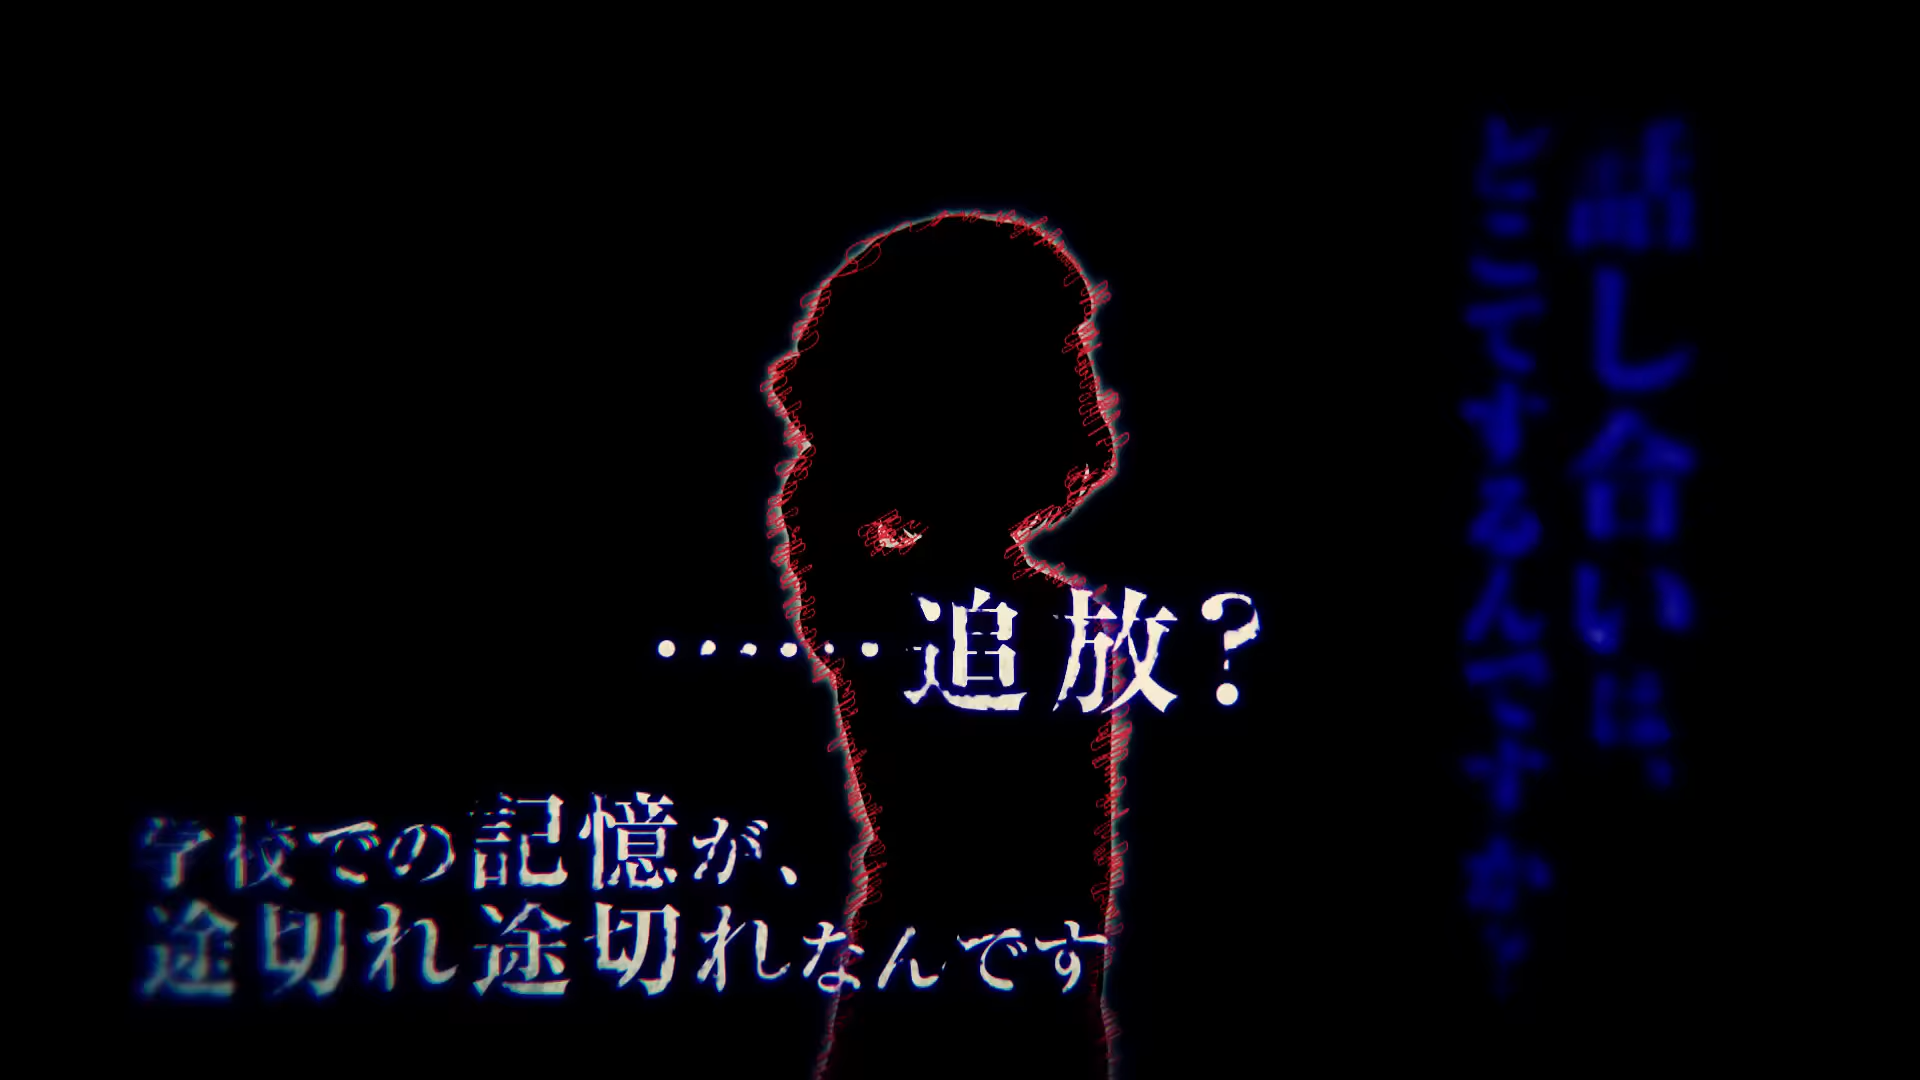 話し合いは、
どこでするんですか？
……追放？
学校での記憶が、
途切れ途切れなんです